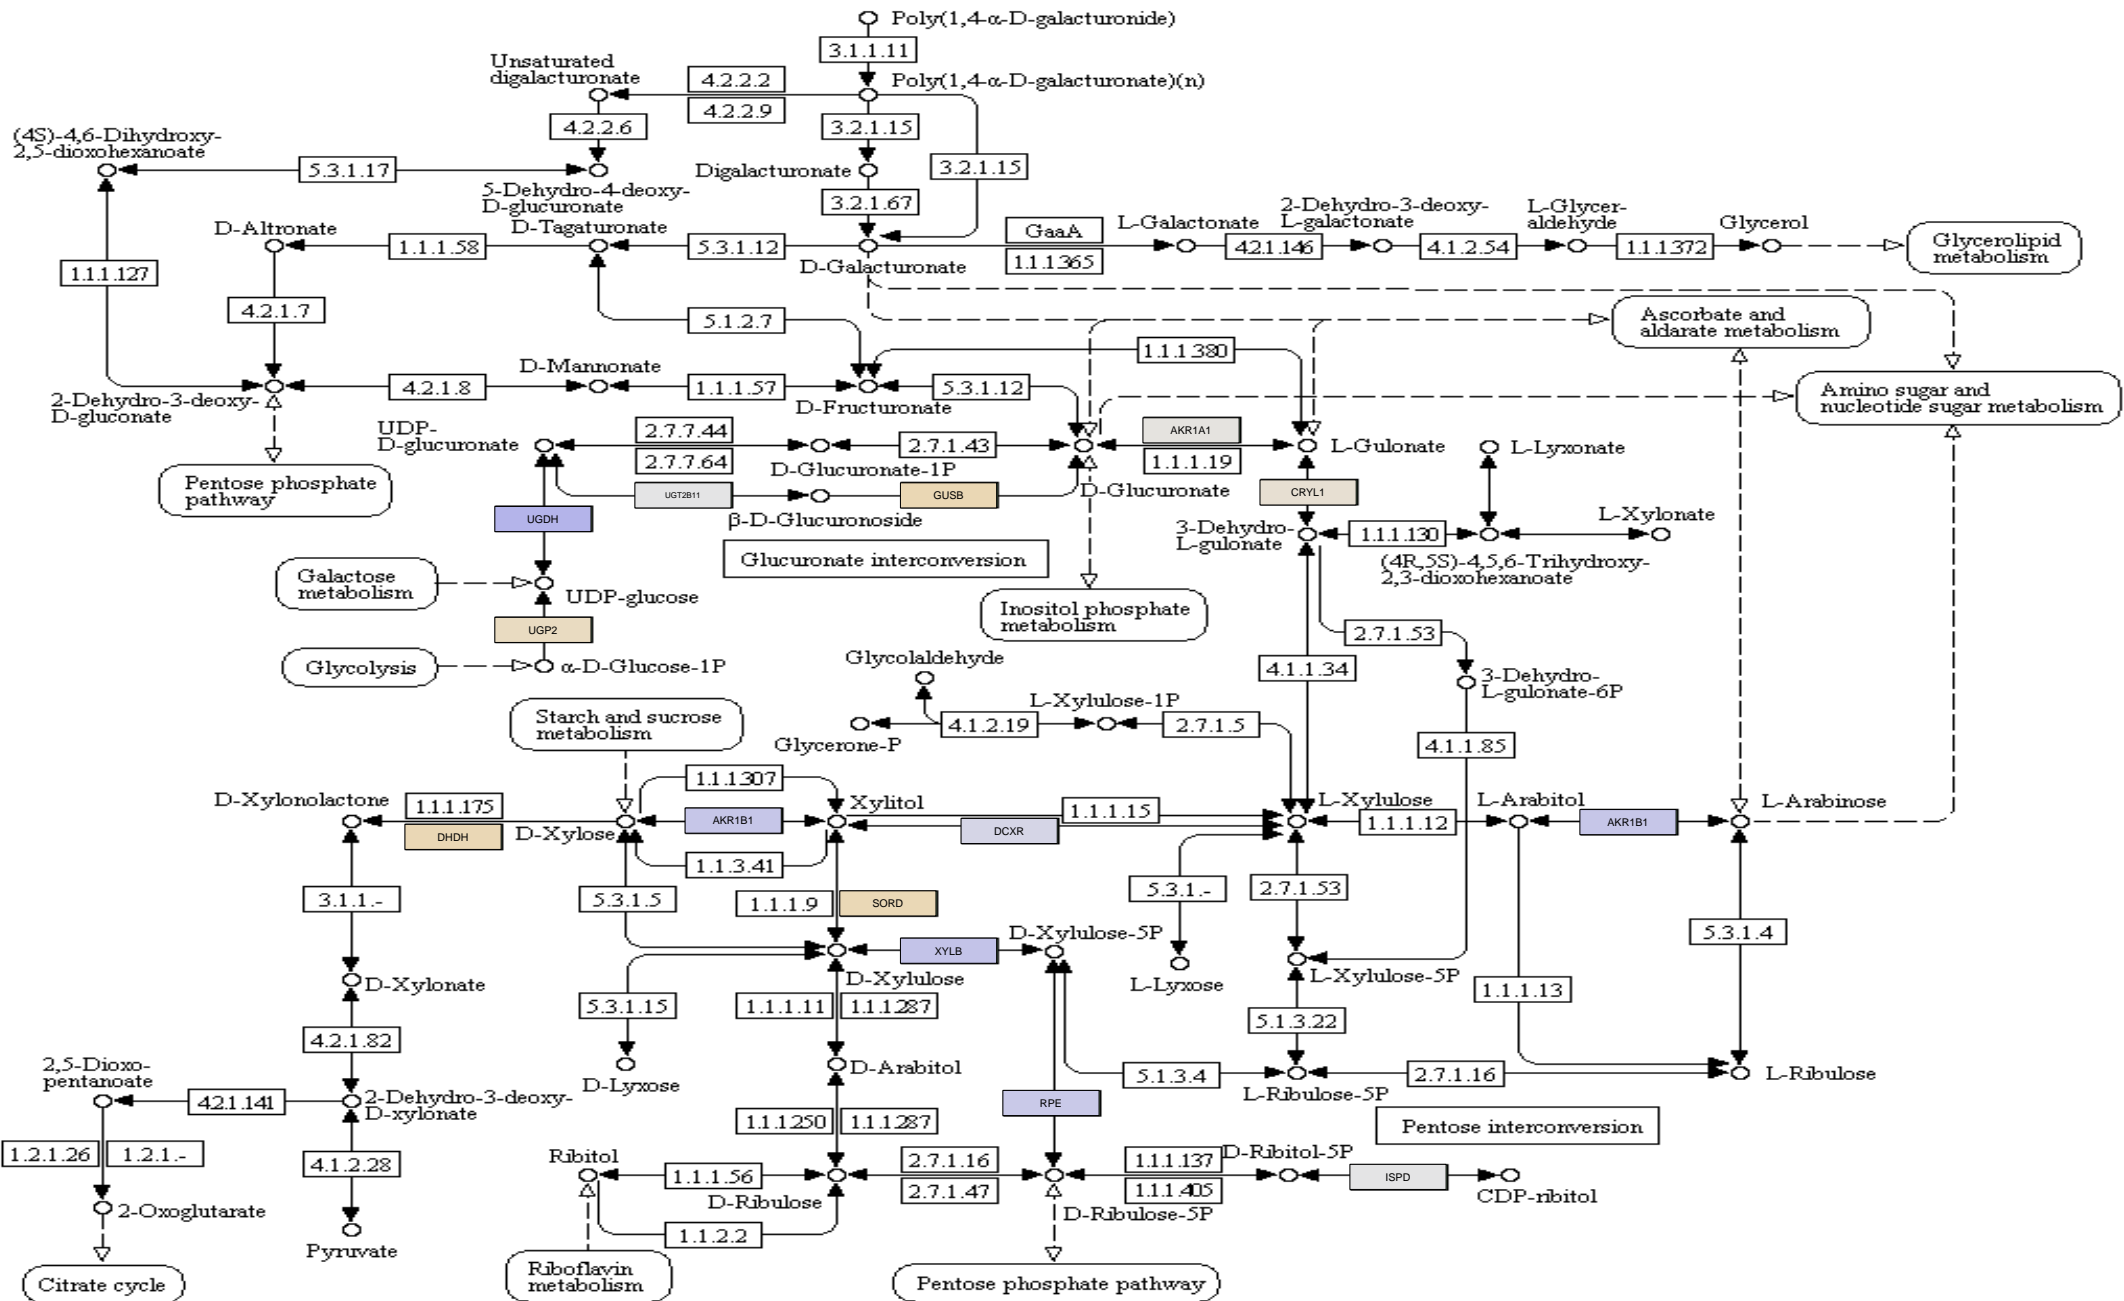 Poly(1,4-α-D-galacturonide)
3.1.1.11
Unsaturated
digalacturonate
4.2.2.2
Poly(1,4-α-D-galacturonate)(n)
4.2.2.9
(4S)-4,6-Dihydroxy-
2,5-dioxohexanoate
4.2.2.6
3.2.1.15
5.3.1.17
Digalacturonate
3.2.1.15
5-Dehydro-4-deoxy-
D-glucuronate
3.2.1.67
D-Altronate
D-Tagaturonate
GaaA
L-Galactonate
2-Dehydro-3-deoxy-
L-galactonate
L-Glycer-
aldehyde
Glycerol
1.1.1.58
5.3.1.12
D-Galacturonate
1.1.1.365
4.2.1.146
4.1.2.54
1.1.1.372
Glycerolipid
metabolism
1.1.1.127
4.2.1.7
5.1.2.7
Ascorbate and
aldarate metabolism
1.1.1.380
2-Dehydro-3-deoxy-
D-gluconate
4.2.1.8
D-Mannonate
1.1.1.57
D-Fructuronate
5.3.1.12
Amino sugar and
nucleotide sugar metabolism
UDP-
D-glucuronate
2.7.7.44
2.7.7.64
D-Glucuronate-1P
2.7.1.43
AKR1A1
1.1.1.19
L-Gulonate
L-Lyxonate
Pentose phosphate
pathway
UGT2B11
β-D-Glucuronoside
GUSB
D-Glucuronate
CRYL1
UGDH
3-Dehydro-
L-gulonate
1.1.1.130
L-Xylonate
(4R,5S)-4,5,6-Trihydroxy-
2,3-dioxohexanoate
Glucuronate interconversion
Galactose
metabolism
UDP-glucose
Inositol phosphate
metabolism
UGP2
2.7.1.53
Glycolysis
α-D-Glucose-1P
Glycolaldehyde
4.1.1.34
3-Dehydro-
L-gulonate-6P
Starch and sucrose
metabolism
L-Xylulose-1P
4.1.2.19
2.7.1.5
Glycerone-P
4.1.1.85
1.1.1.307
D-Xylonolactone
1.1.1.175
Xylitol
1.1.1.15
L-Xylulose
L-Arabitol
L-Arabinose
DHDH
D-Xylose
AKR1B1
DCXR
1.1.1.12
AKR1B1
1.1.3.41
3.1.1.-
5.3.1.5
1.1.1.9
SORD
5.3.1.-
2.7.1.53
5.3.1.4
D-Xylulose-5P
XYLB
D-Xylonate
D-Xylulose
L-Lyxose
L-Xylulose-5P
5.3.1.15
1.1.1.11
1.1.1.287
1.1.1.13
5.1.3.22
4.2.1.82
2,5-Dioxo-
pentanoate
D-Lyxose
D-Arabitol
5.1.3.4
2.7.1.16
L-Ribulose
4.2.1.141
2-Dehydro-3-deoxy-
D-xylonate
L-Ribulose-5P
RPE
1.1.1.250
1.1.1.287
Pentose interconversion
1.2.1.26
1.2.1.-
4.1.2.28
Ribitol
1.1.1.56
D-Ribulose
2.7.1.16
2.7.1.47
1.1.1.137
1.1.1.405
D-Ribitol-5P
ISPD
CDP-ribitol
2-Oxoglutarate
D-Ribulose-5P
1.1.2.2
Pyruvate
Citrate cycle
Riboflavin
metabolism
Pentose phosphate pathway